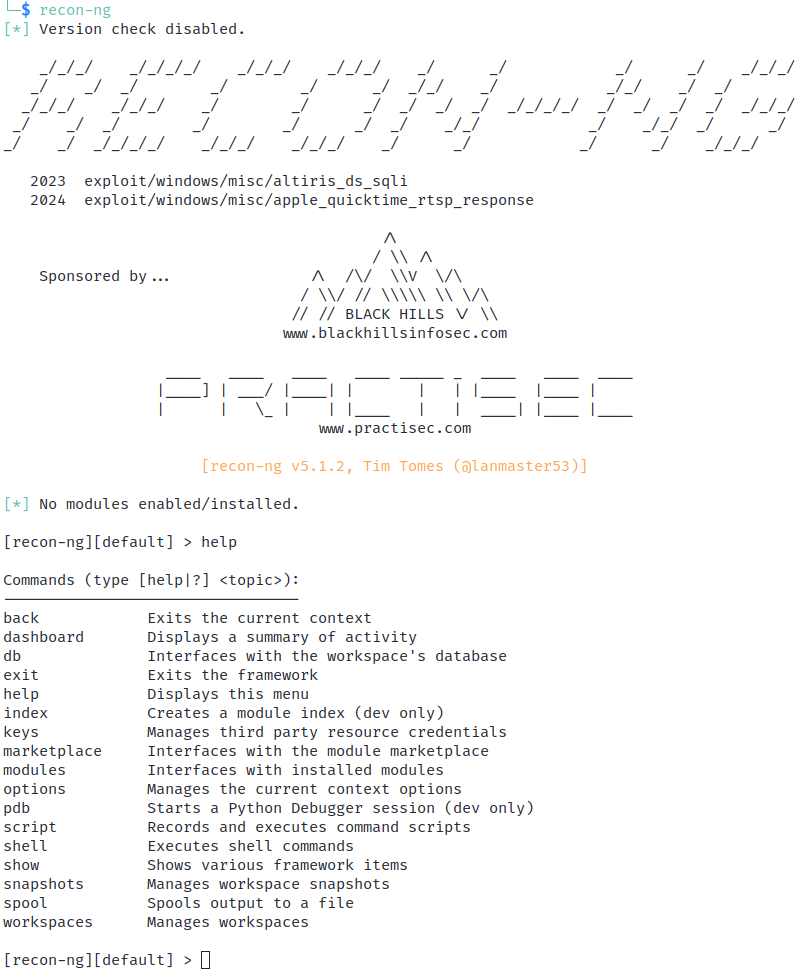 └─$ recon-ng
[*] Version check disabled.
RECON-NG
2023 exploit/windows/misc/altiris_ds_sqli
2024 exploit/windows/misc/apple_quicktime_rtsp_response
Sponsored by...
BLACK HILLS
www.blackhillsinfosec.com
PRACTISEC
www.practisec.com
[recon-ng v5.1.2, Tim Tomes (@lanmaster53)]
[*] No modules enabled/installed.
[recon-ng][default] > help
Commands (type [help|?] <topic>):
---------------------------------
back Exits the current context
dashboard Displays a summary of activity
db Interfaces with the workspace's database
exit Exits the framework
help Displays this menu
index Creates a module index (dev only)
keys Manages third party resource credentials
marketplace Interfaces with the module marketplace
modules Interfaces with installed modules
options Manages the current context options
pdb Starts a Python Debugger session (dev only)
script Records and executes command scripts
shell Executes shell commands
show Shows various framework items
snapshots Manages workspace snapshots
spool Spools output to a file
workspaces Manages workspaces
[recon-ng][default] >